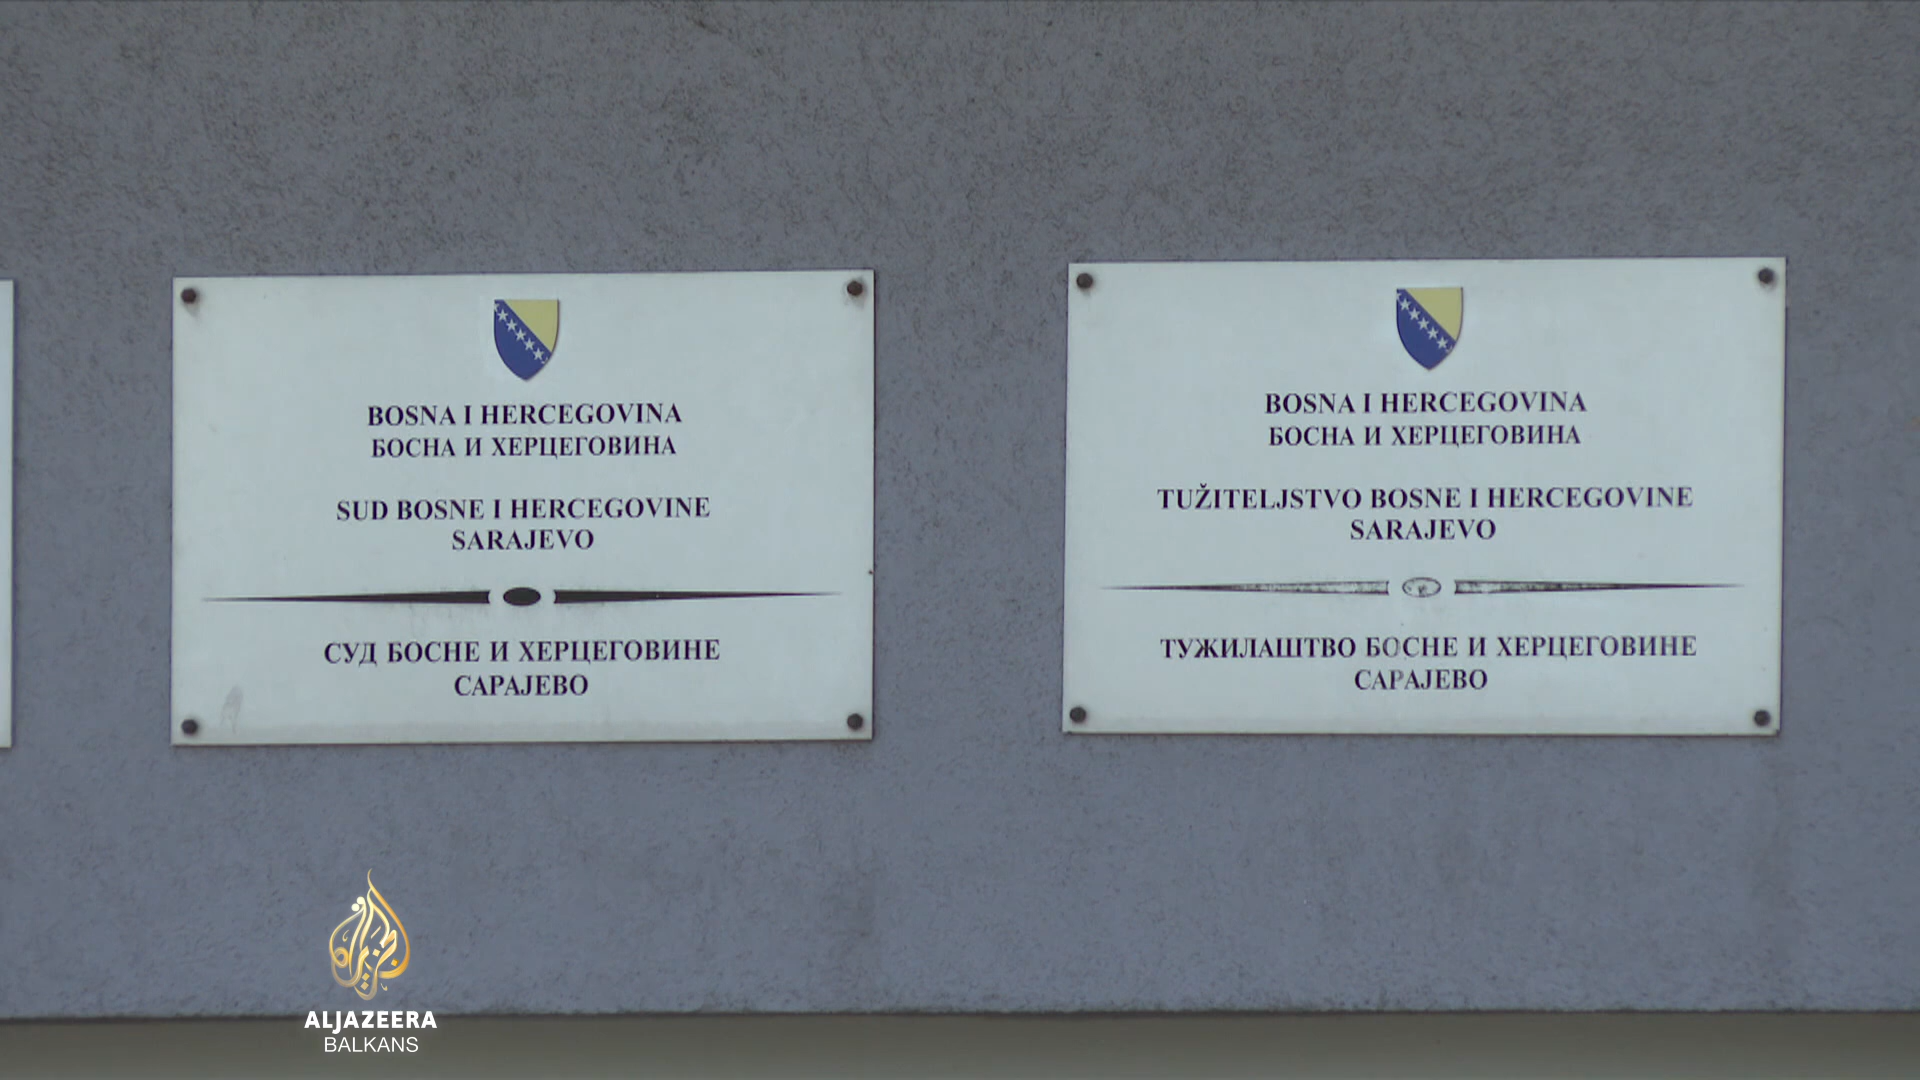 BOSNA I HERCEGOVINA
БОСНА И ХЕРЦЕГОВИНА
SUD BOSNE I HERCEGOVINE
SARAJEVO
СУД БОСНЕ И ХЕРЦЕГОВИНЕ
САРАЈЕВО
BOSNA I HERCEGOVINA
БОСНА И ХЕРЦЕГОВИНА
TUŽITELJSTVO BOSNE I HERCEGOVINE
SARAJEVO
ТУЖИЛАШТВО БОСНЕ И ХЕРЦЕГОВИНЕ
САРАЈЕВО
الجزيرة
ALJAZEERA
BALKANS